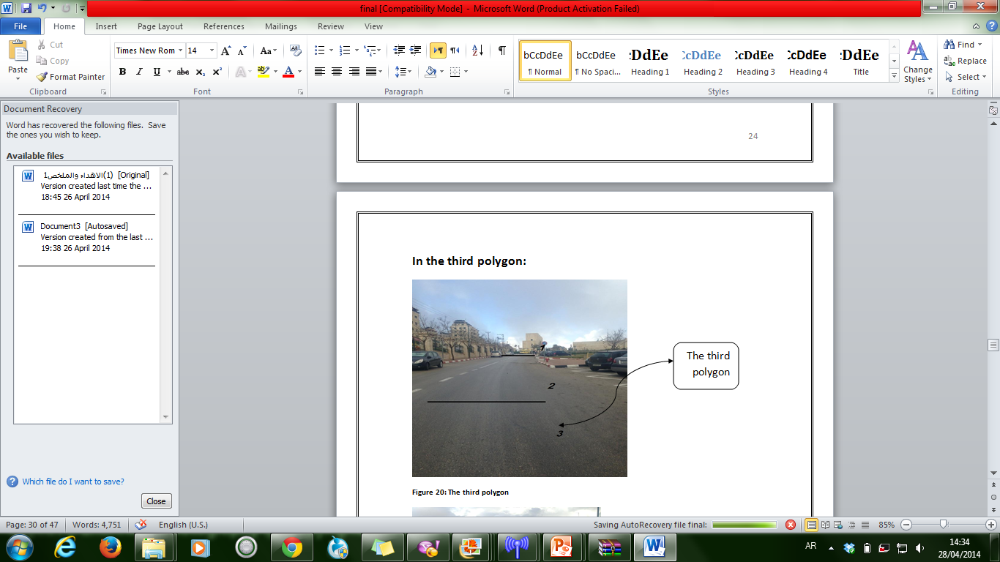 final [Compatibility Mode] - Microsoft Word (Product Activation Failed)
File Home Insert Page Layout References Mailings Review View
Paste
Cut
Copy
Format Painter
Clipboard
Times New Rom 14
Font
Paragraph
bCcDdEe
¶ Normal
bCcDdEe
¶ No Spaci...
Heading 1
Heading 2
Heading 3
Heading 4
Title
Change Styles
Styles
Find
Replace
Select
Editing
Document Recovery
Word has recovered the following files. Save
the ones you wish to keep.
Available files
الاهداء والملخص1(1) [Original]
Version created last time the ...
18:45 26 April 2014
Document3 [Autosaved]
Version created from the last ...
19:38 26 April 2014
Which file do I want to save?
Close
24
In the third polygon:
1
2
3
The third
polygon
Figure 20: The third polygon
Page: 30 of 47 Words: 4,751 English (U.S.) Saving AutoRecovery file final: 85%
AR 14:34
28/04/2014